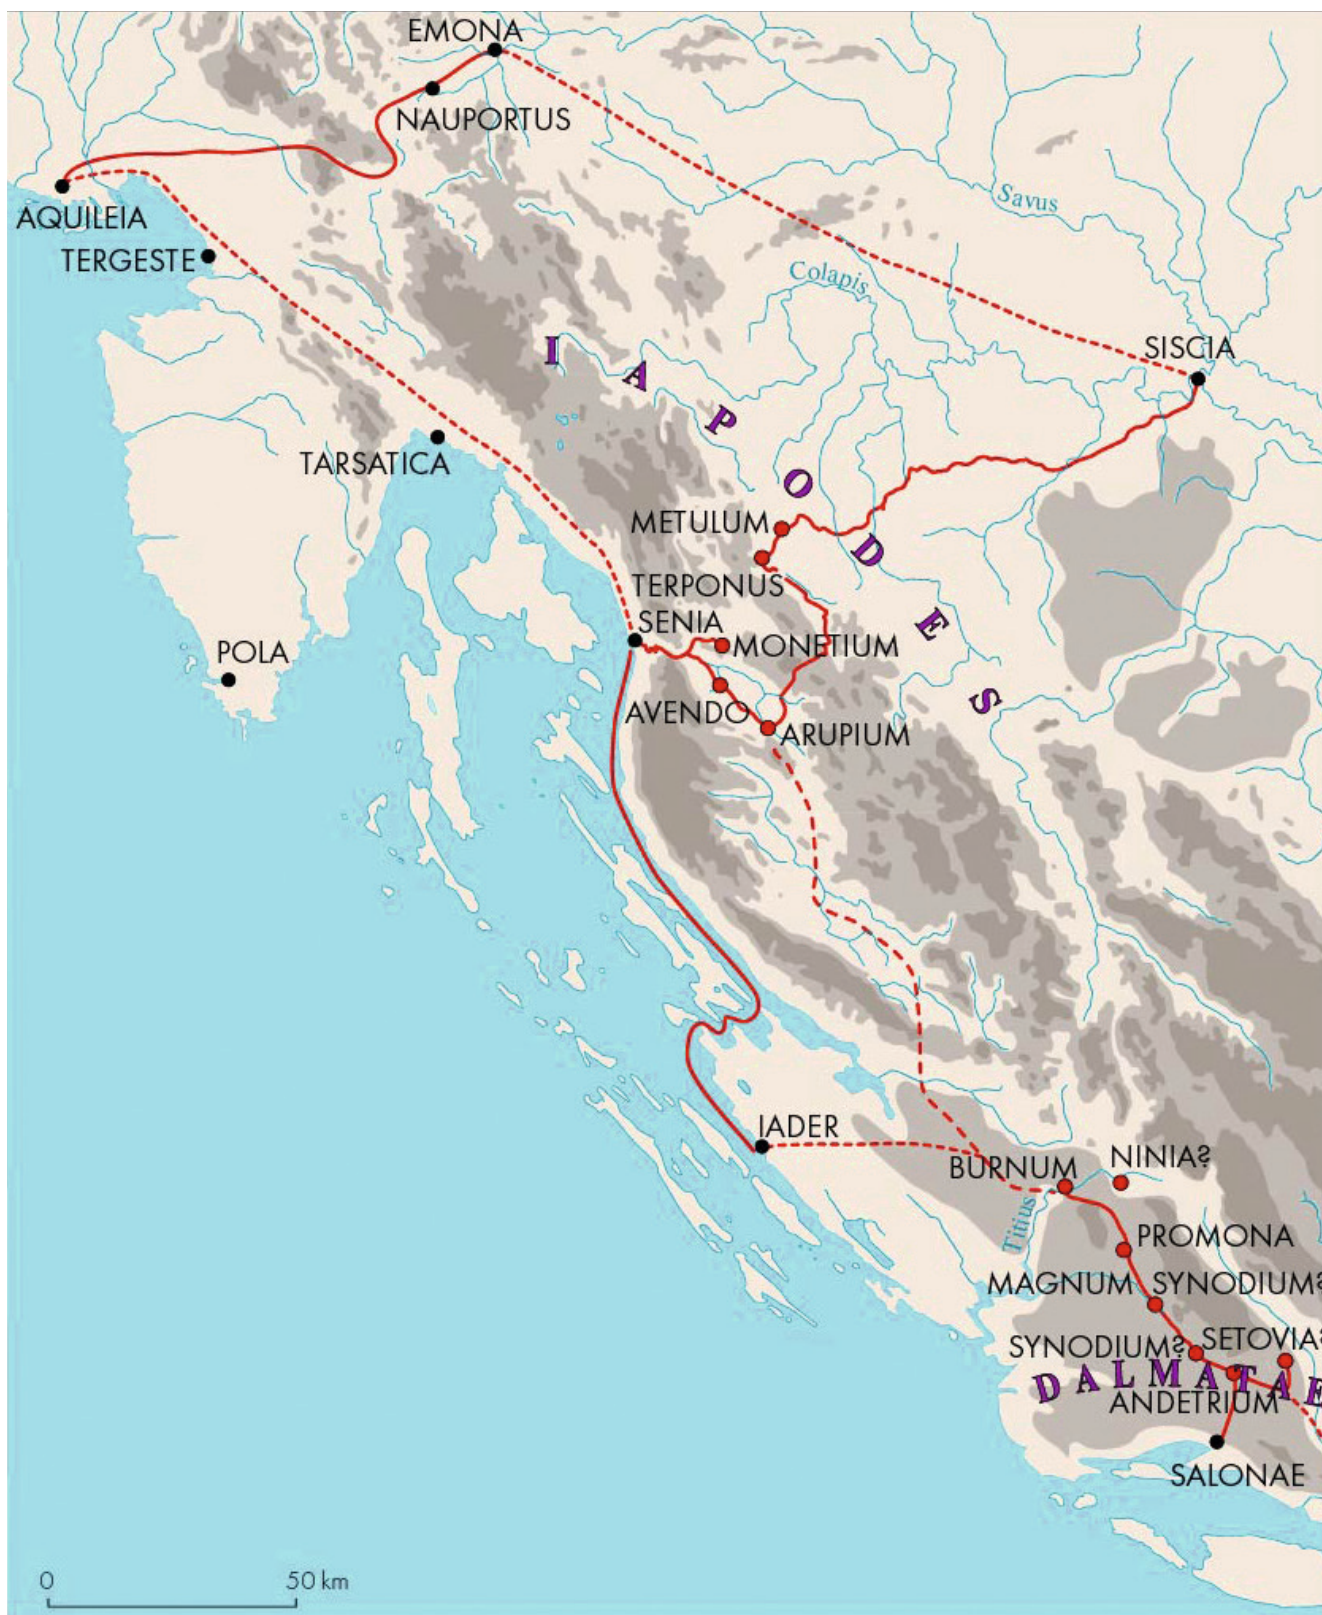 EMONA
NAUPORTUS
AQUILEIA
TERGESTE
Savus
Colapis
SISCIA
IAPODES
TARSATICA
METULUM
TERPONUS
SENIA
MONETIUM
POLA
AVENDO
ARUPIUM
IADER
BURNUM
NINIA?
Titius
PROMONA
MAGNUM
SYNODIUM?
SYNODIUM?
SETOVIA?
DALMATAE
ANDETRIUM
SALONAE
0 50 km